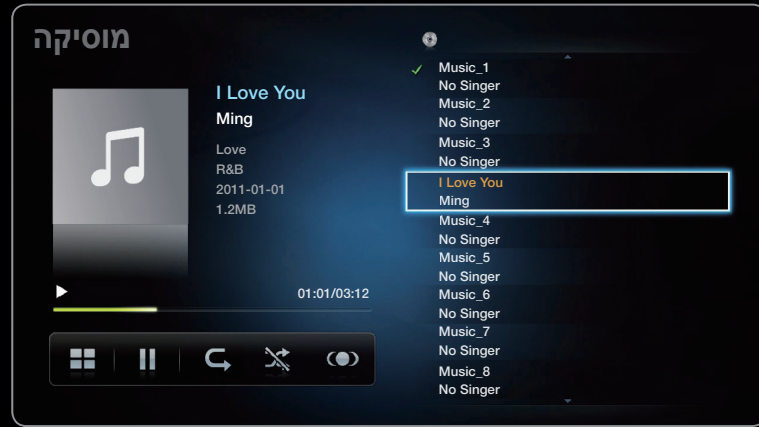 מוסיקה
I Love You
Ming
Love
R&B
2011-01-01
1.2MB
01:01/03:12
Music_1
No Singer
Music_2
No Singer
Music_3
No Singer
I Love You
Ming
Music_4
No Singer
Music_5
No Singer
Music_6
No Singer
Music_7
No Singer
Music_8
No Singer